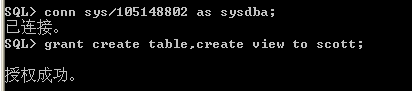 SQL> conn sys/105148802 as sysdba;
已连接。
SQL> grant create table,create view to scott;
授权成功。